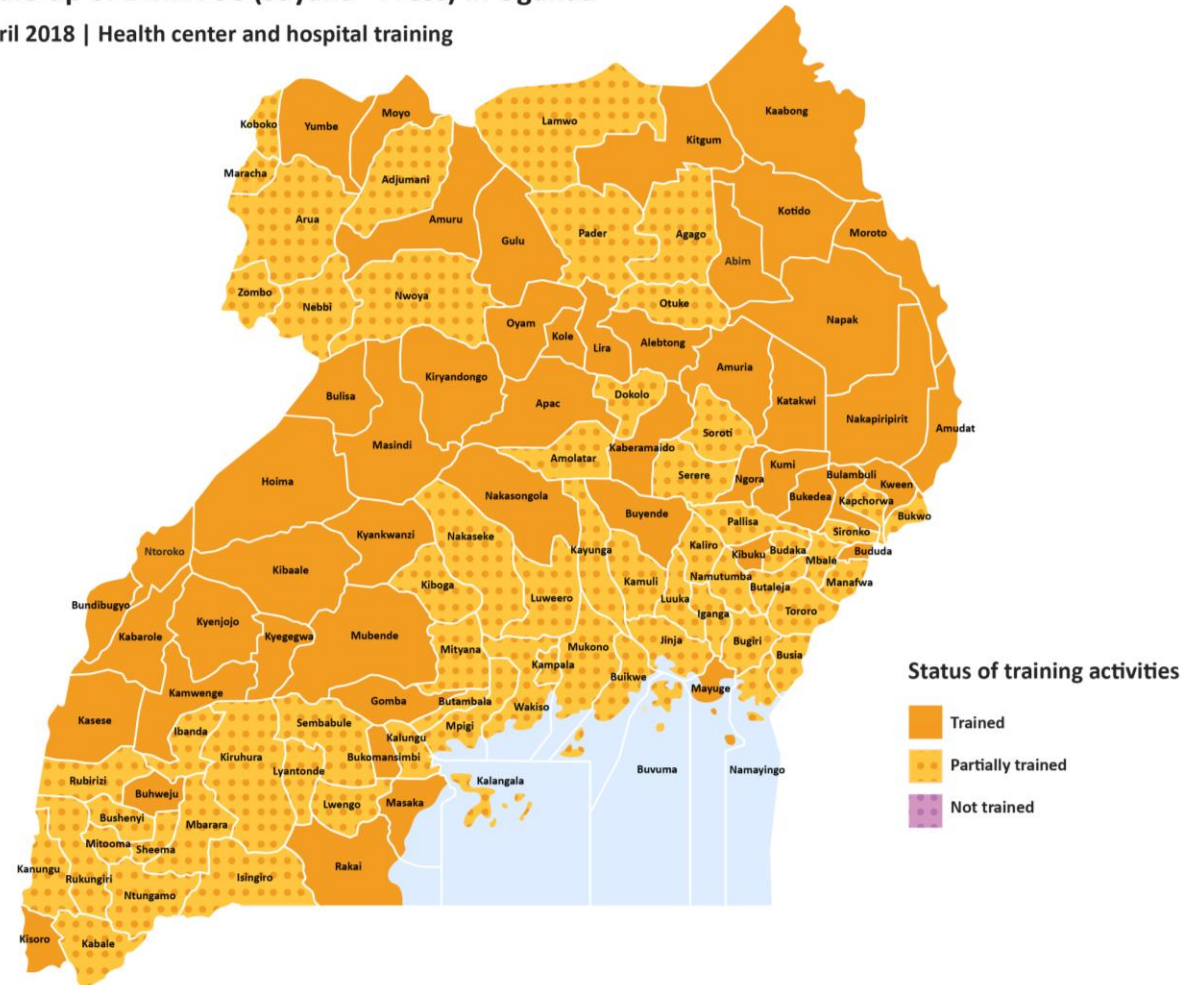 2018 | Health center and hospital training
Kaabong
Moyo
Koboko
Yumbe
Lamwo
Kitgum
Maracha
Adjumani
Arua
Amuru
Kotido
Moroto
Gulu
Pader
Agago
Abim
Zombo
Nebbi
Nwoya
Otuke
Oyam
Kole
Lira
Alebtong
Napak
Kiryandongo
Amuria
Bulisa
Apac
Dokolo
Katakwi
Nakapiripirit
Amudat
Masindi
Soroti
Kaberamaido
Amolatar
Hoima
Serere
Ngora
Kumi
Bulambuli
Kween
Nakasongola
Bukedea
Kapchorwa
Buyende
Bukwo
Pallisa
Kyankwanzi
Nakaseke
Sironko
Ntoroko
Kayunga
Kaliro
Kibuku
Budaka
Mbale
Bududa
Kibaale
Kiboga
Kamuli
Namutumba
Butaleja
Manafwa
Bundibugyo
Luweero
Luuka
Iganga
Tororo
Kabarole
Kyenjojo
Kyegegwa
Mubende
Mityana
Mukono
Jinja
Bugiri
Busia
Kampala
Buikwe
Mayuge
Kamwenge
Gomba
Butambala
Wakiso
Kasese
Ibanda
Sembabule
Kalungu
Mpigi
Kiruhura
Bukomansimbi
Lyantonde
Rubirizi
Buhweju
Kalangala
Buvuma
Namayingo
Lwengo
Masaka
Bushenyi
Mbarara
Mitooma
Sheema
Kanungu
Rukungiri
Isingiro
Rakai
Ntungamo
Kisoro
Kabale
Status of training activities
Trained
Partially trained
Not trained